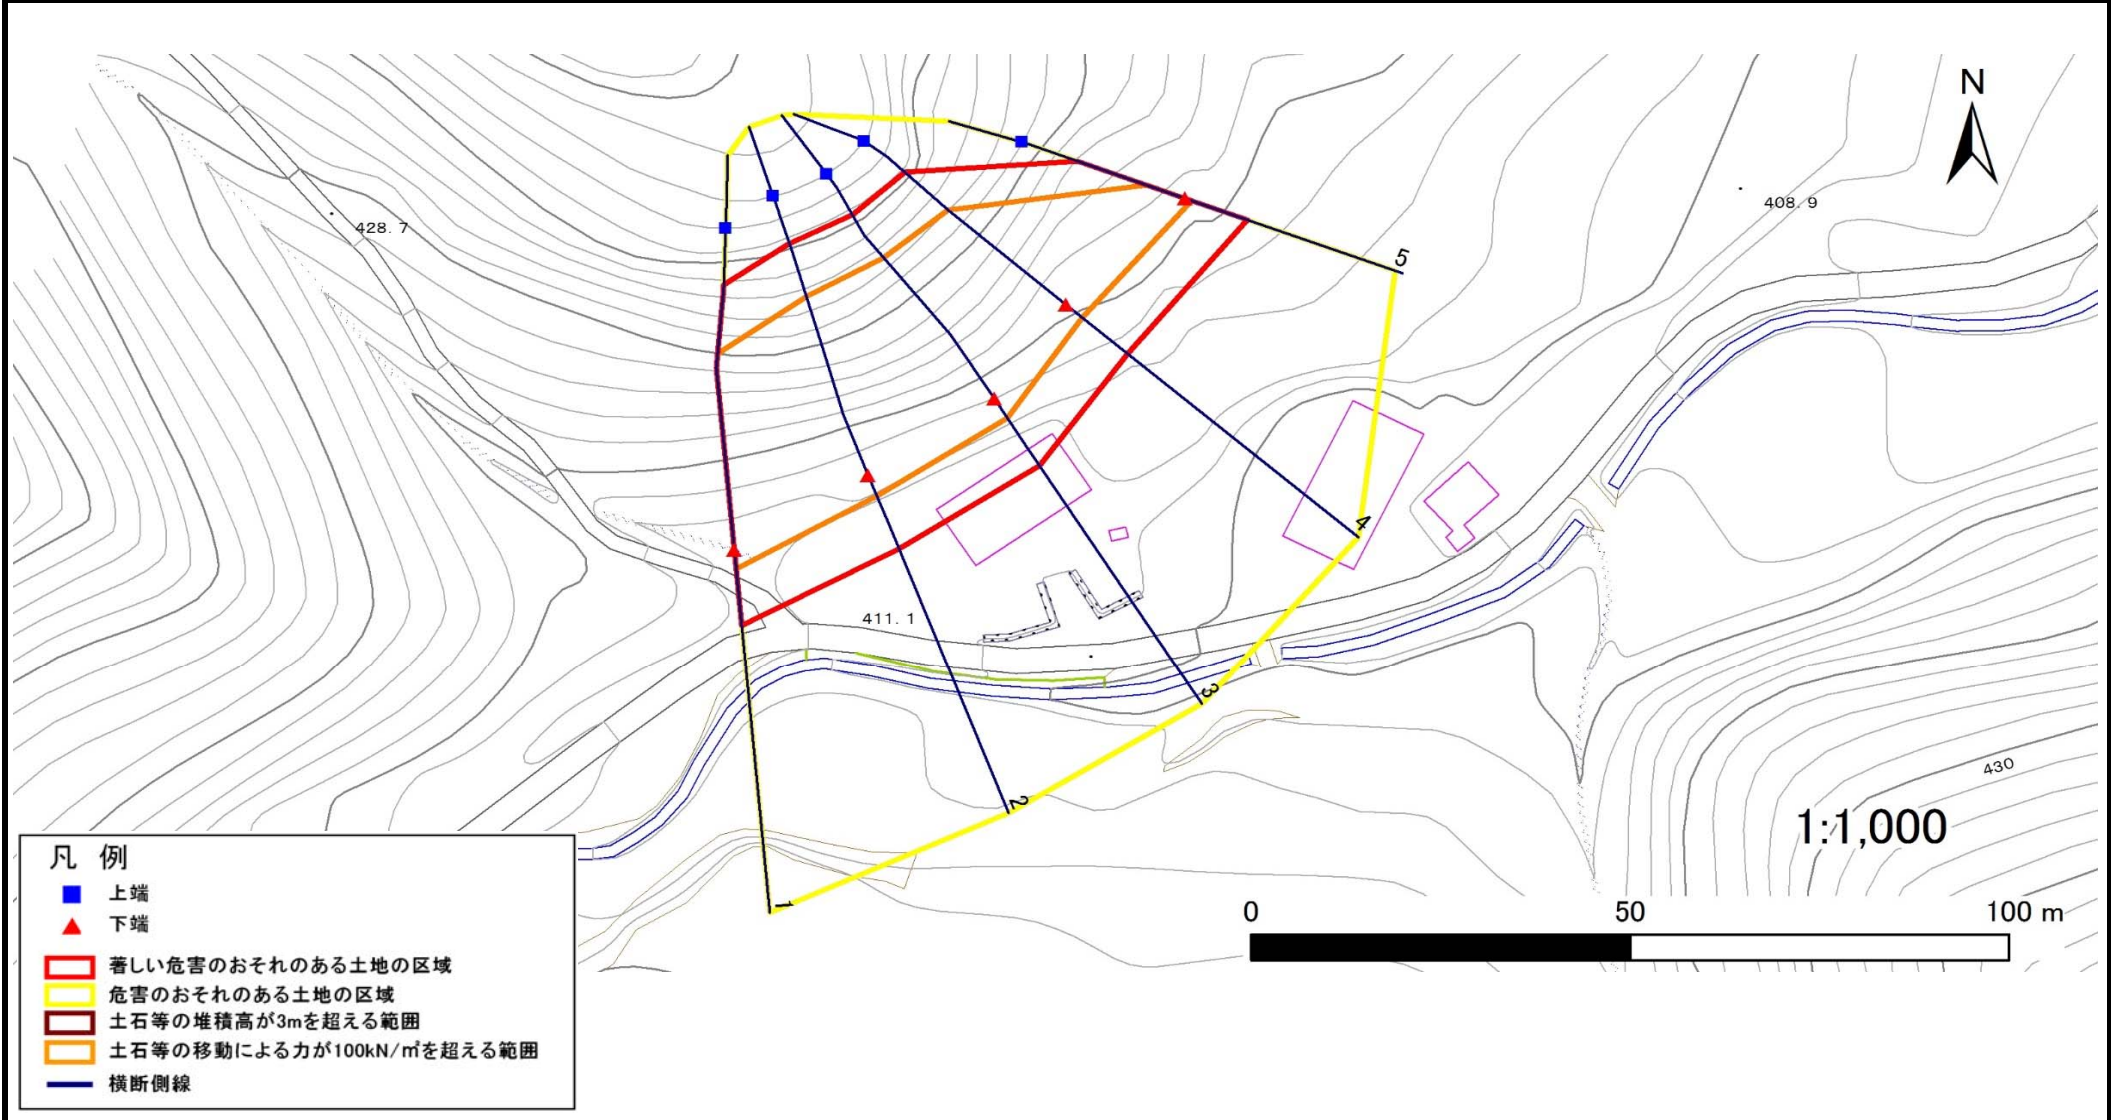 N
428. 7
408. 9
5
4
411. 1
3
2
1
430
1:1,000
0 50 100 m
凡 例
上端
下端
著しい危害のおそれのある土地の区域
危害のおそれのある土地の区域
土石等の堆積高が3mを超える範囲
土石等の移動による力が100kN/㎡を超える範囲
横断側線